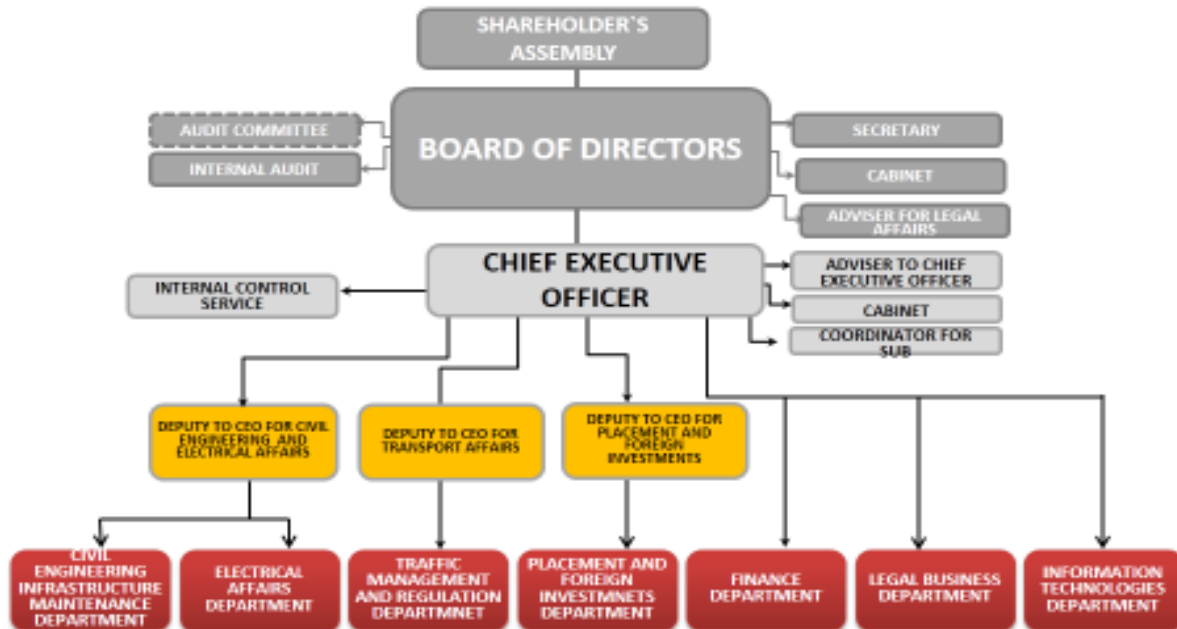 SHAREHOLDER`S
ASSEMBLY
BOARD OF DIRECTORS
AUDIT COMMITTEE
INTERNAL AUDIT
SECRETARY
CABINET
ADVISER FOR LEGAL
AFFAIRS
CHIEF EXECUTIVE
OFFICER
INTERNAL CONTROL
SERVICE
ADVISER TO CHIEF
EXECUTIVE OFFICER
CABINET
COORDINATOR FOR
SUB
DEPUTY TO CEO FOR CIVIL
ENGINEERING AND
ELECTRICAL AFFAIRS
DEPUTY TO CEO FOR
TRANSPORT AFFAIRS
DEPUTY TO CEO FOR
PLACEMENT AND
FOREIGN
INVESTMENTS
CIVIL
ENGINEERING
INFRASTRUCTURE
MAINTENANCE
DEPARTMENT
ELECTRICAL
AFFAIRS
DEPARTMENT
TRAFFIC
MANAGEMENT
AND REGULATION
DEPARTMNET
PLACEMENT AND
FOREIGN
INVESTMNETS
DEPARTMENT
FINANCE
DEPARTMENT
LEGAL BUSINESS
DEPARTMENT
INFORMATION
TECHNOLOGIES
DEPARTMENT